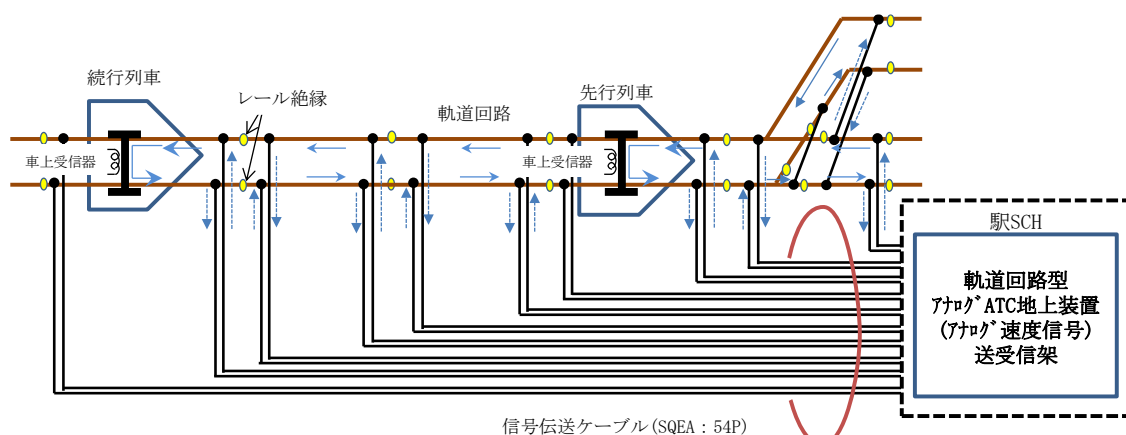 続行列車
レール絶縁
軌道回路
先行列車
車上受信器
車上受信器
駅SCH
軌道回路型
ｱﾅﾛｸﾞATC地上装置
(ｱﾅﾛｸﾞ速度信号)
送受信架
信号伝送ケーブル(SQEA：54P)